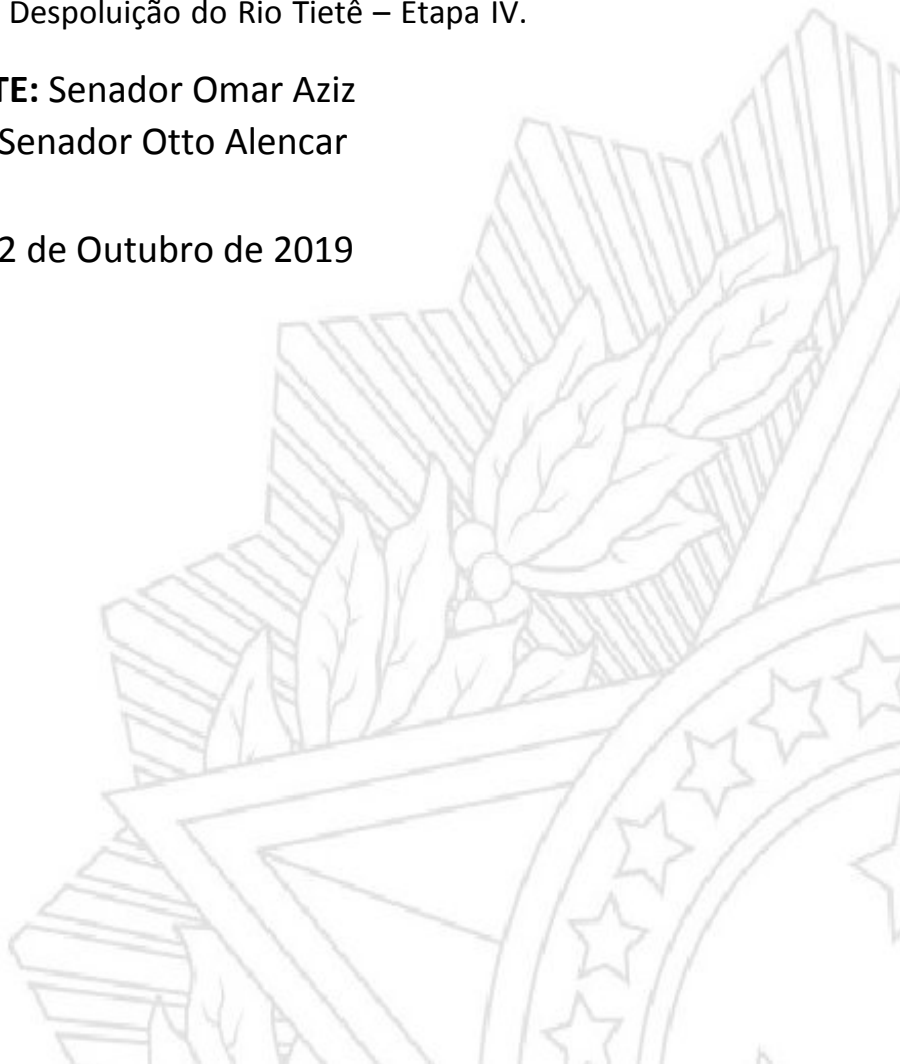 Despoluição do Rio Tietê – Etapa IV.
TE: Senador Omar Aziz
Senador Otto Alencar
2 de Outubro de 2019